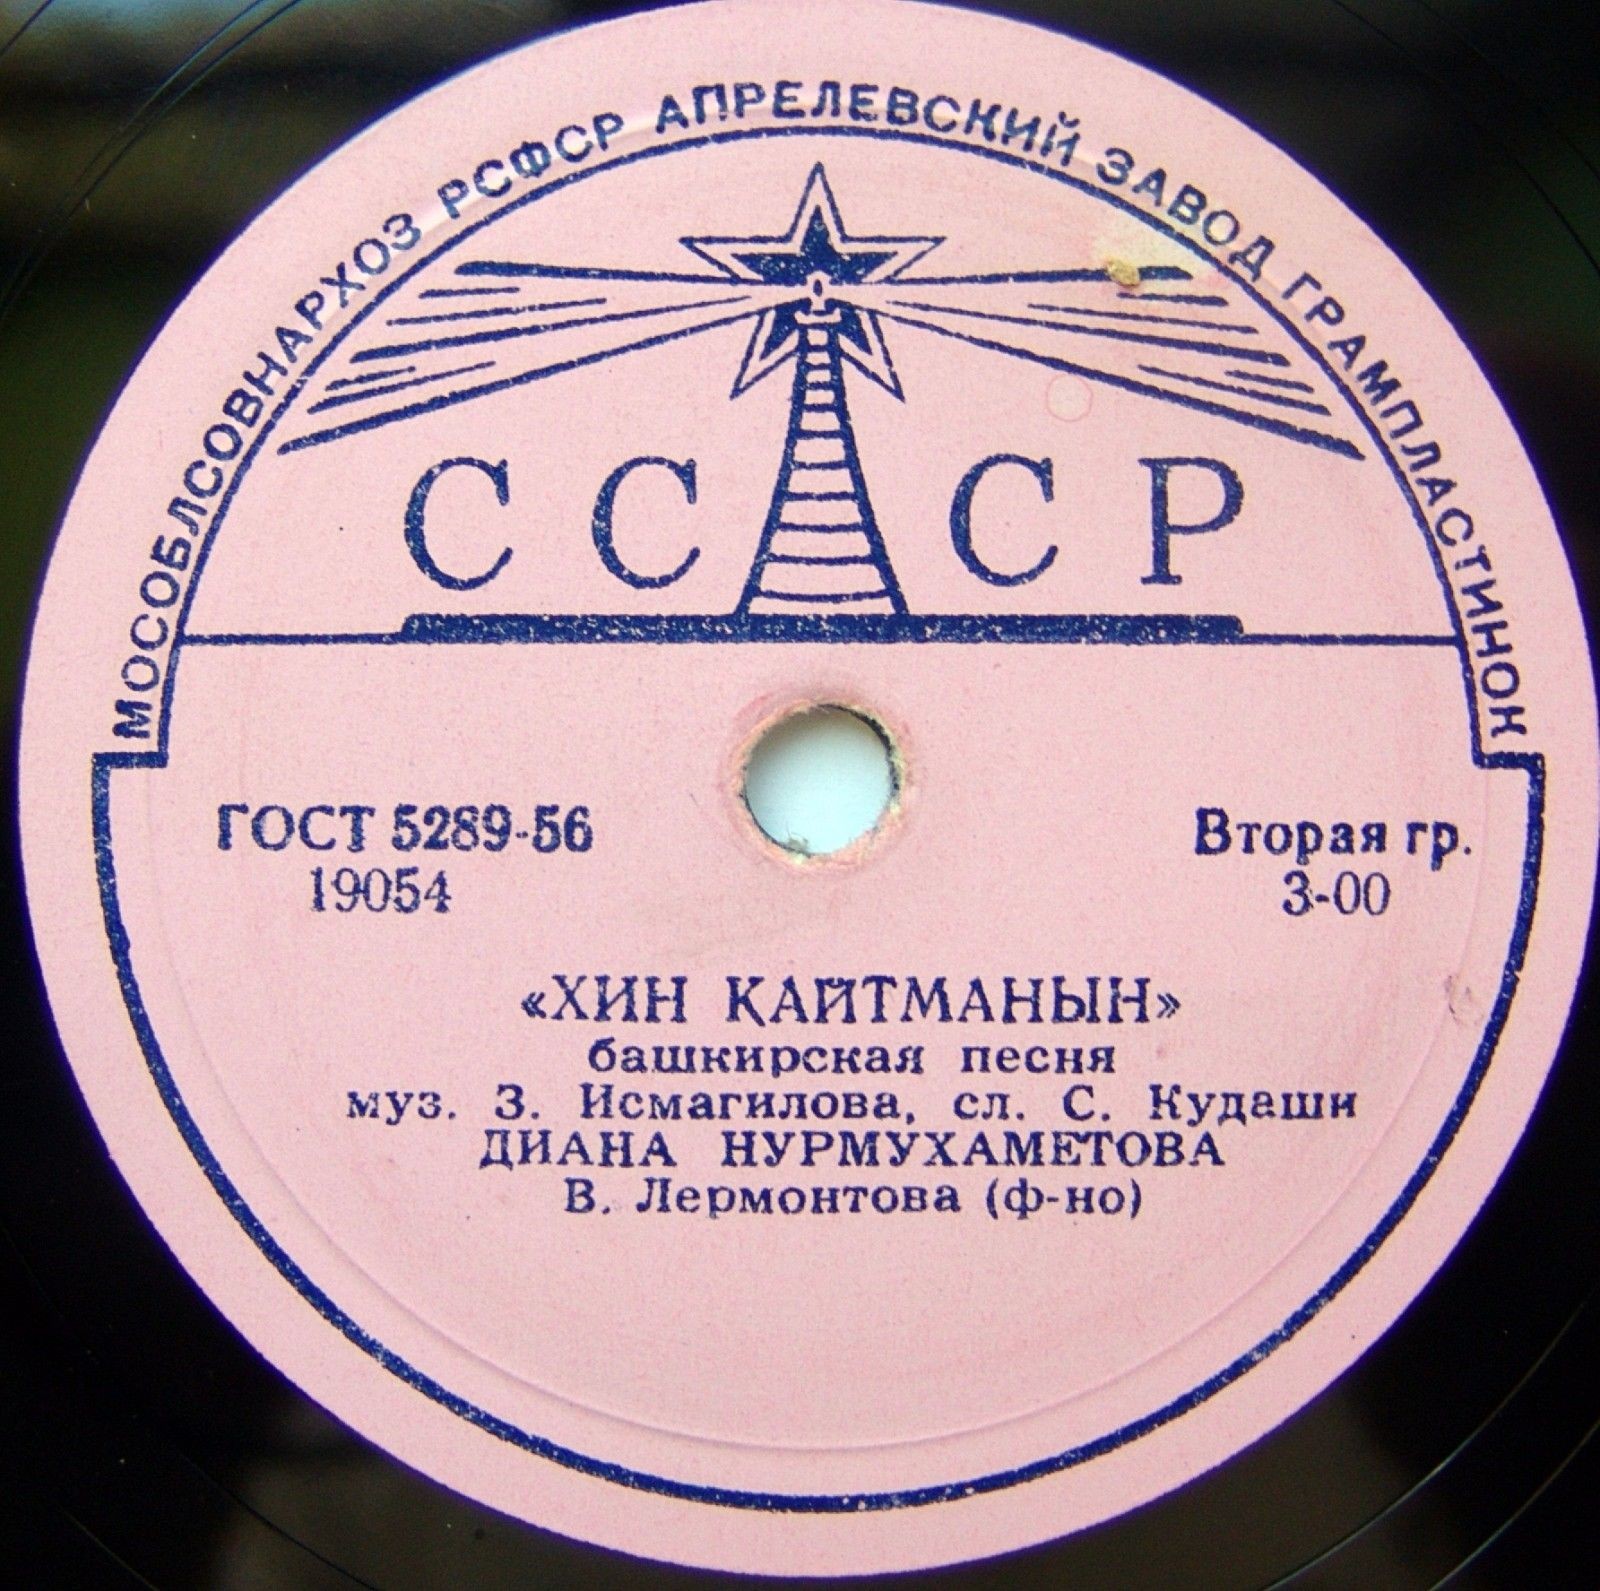 МОСОБЛСОВНАРХОЗ РСФСР АПРЕЛЕВСКИЙ ЗАВОД ГРАМПЛАСТИНОК
СССР
ГОСТ 5289-56 Вторая гр.
19054 3-00
«ХИН ҚАЙТМАНЫН»
башкирская песня
муз. З. Исмагилова, сл. С. Кудаши
ДИАНА НУРМУХАМЕТОВА
В. Лермонтова (ф-но)